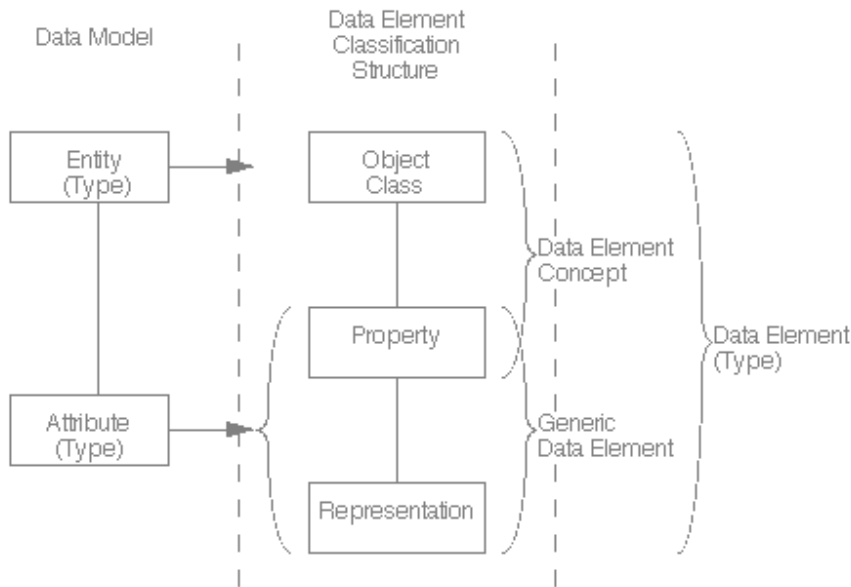 Data Model
Data Element
Classification
Structure
Entity
(Type)
Object
Class
Data Element
Concept
Property
Data Element
(Type)
Attribute
(Type)
Generic
Data Element
Representation